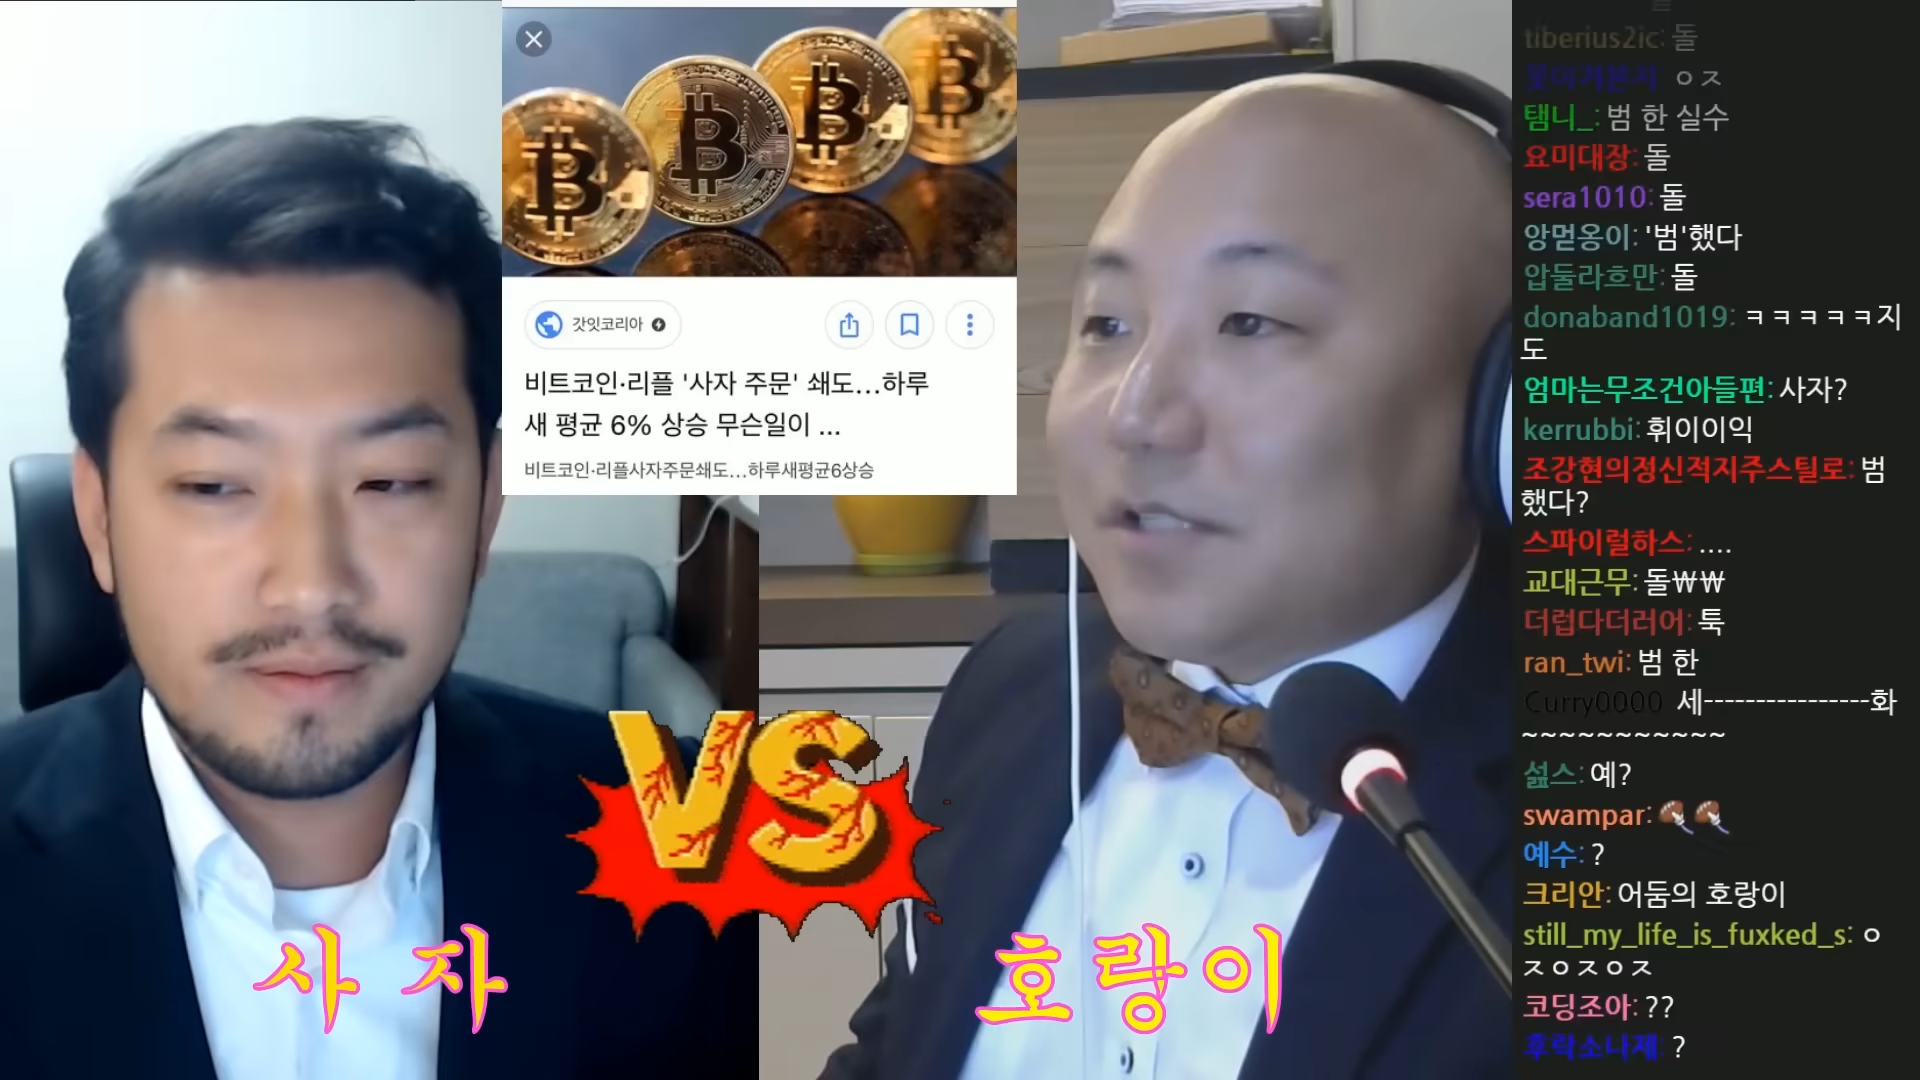 갓잇코리아
비트코인·리플 '사자 주문' 쇄도...하루
새 평균 6% 상승 무슨일이 ...
비트코인·리플사자주문쇄도...하루새평균6상승
VS
사 자
호랑이
tiberius2ic: 돌
ㅇㅈ
탬니_: 범 한 실수
요미대장: 돌
sera1010: 돌
앙멀옹이: '범'했다
압둘라흐만: 돌
donaband1019: ㅋㅋㅋㅋㅋ지
도
엄마는무조건아들편: 사자?
kerrubbi: 휘이이익
조강현의정신적지주스틸로: 범
했다?
스파이럴하스: ....
교대근무: 돌₩₩
더럽다더러어: 툭
ran_twi: 범 한
Curry0000 세----------------화
~~~~~~~~~~~
섩스: 예?
swampar:
예수: ?
크리안: 어둠의 호랑이
still_my_life_is_fuxked_s: ㅇ
ㅈㅇㅈㅇㅈ
코딩조아: ??
후락소나제: ?